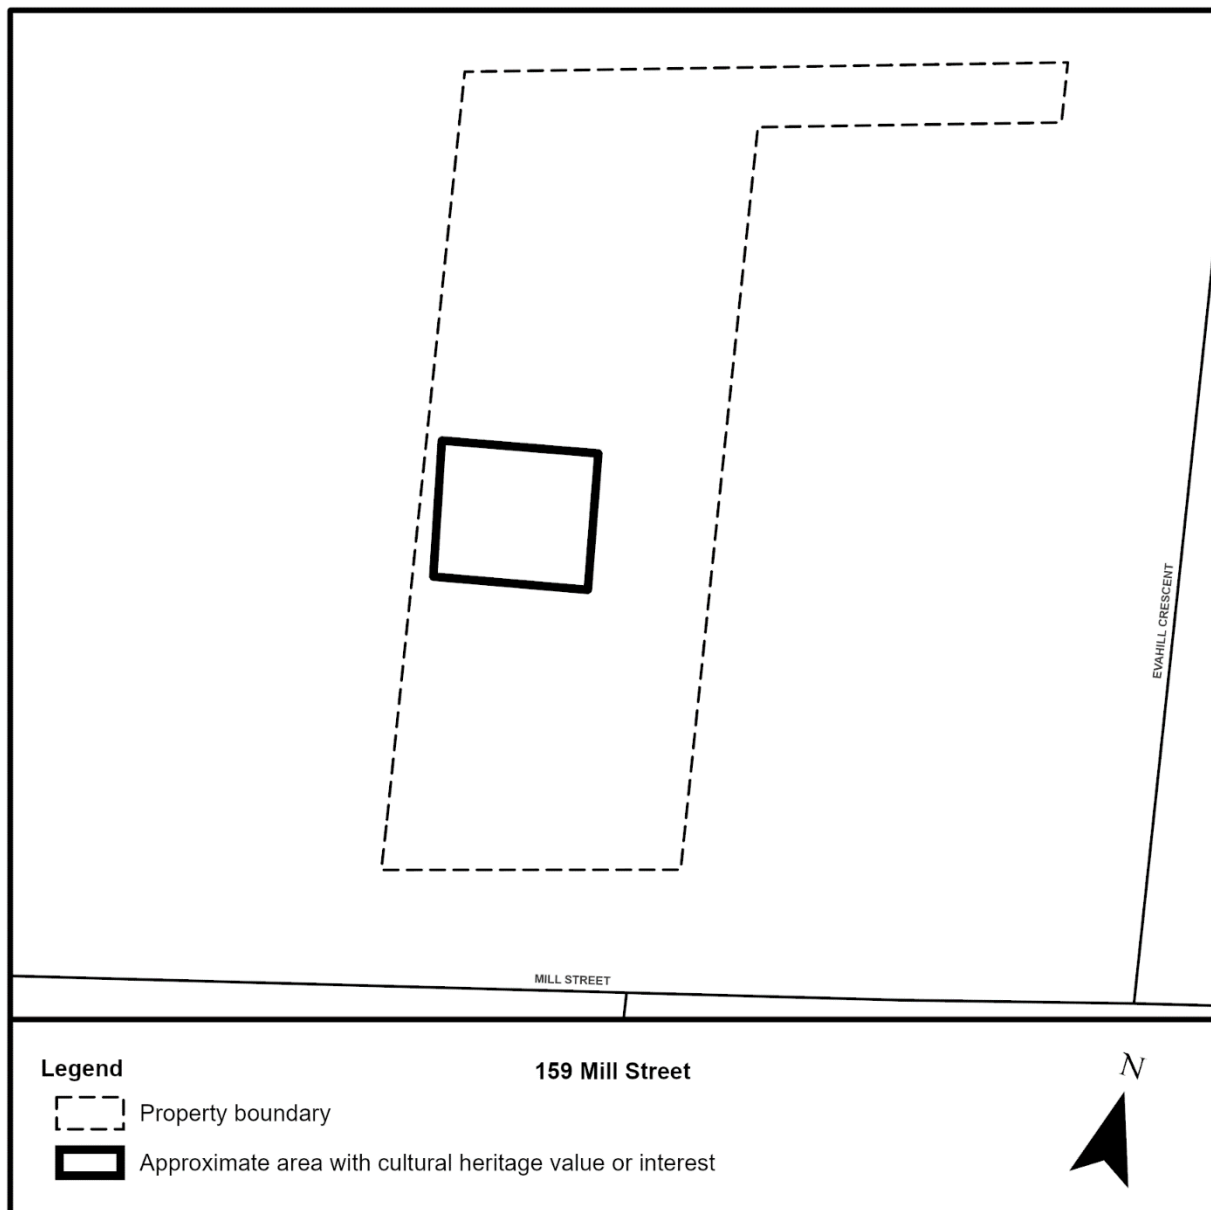 EVAHILL CRESCENT
MILL STREET
Legend
159 Mill Street
N
Property boundary
Approximate area with cultural heritage value or interest